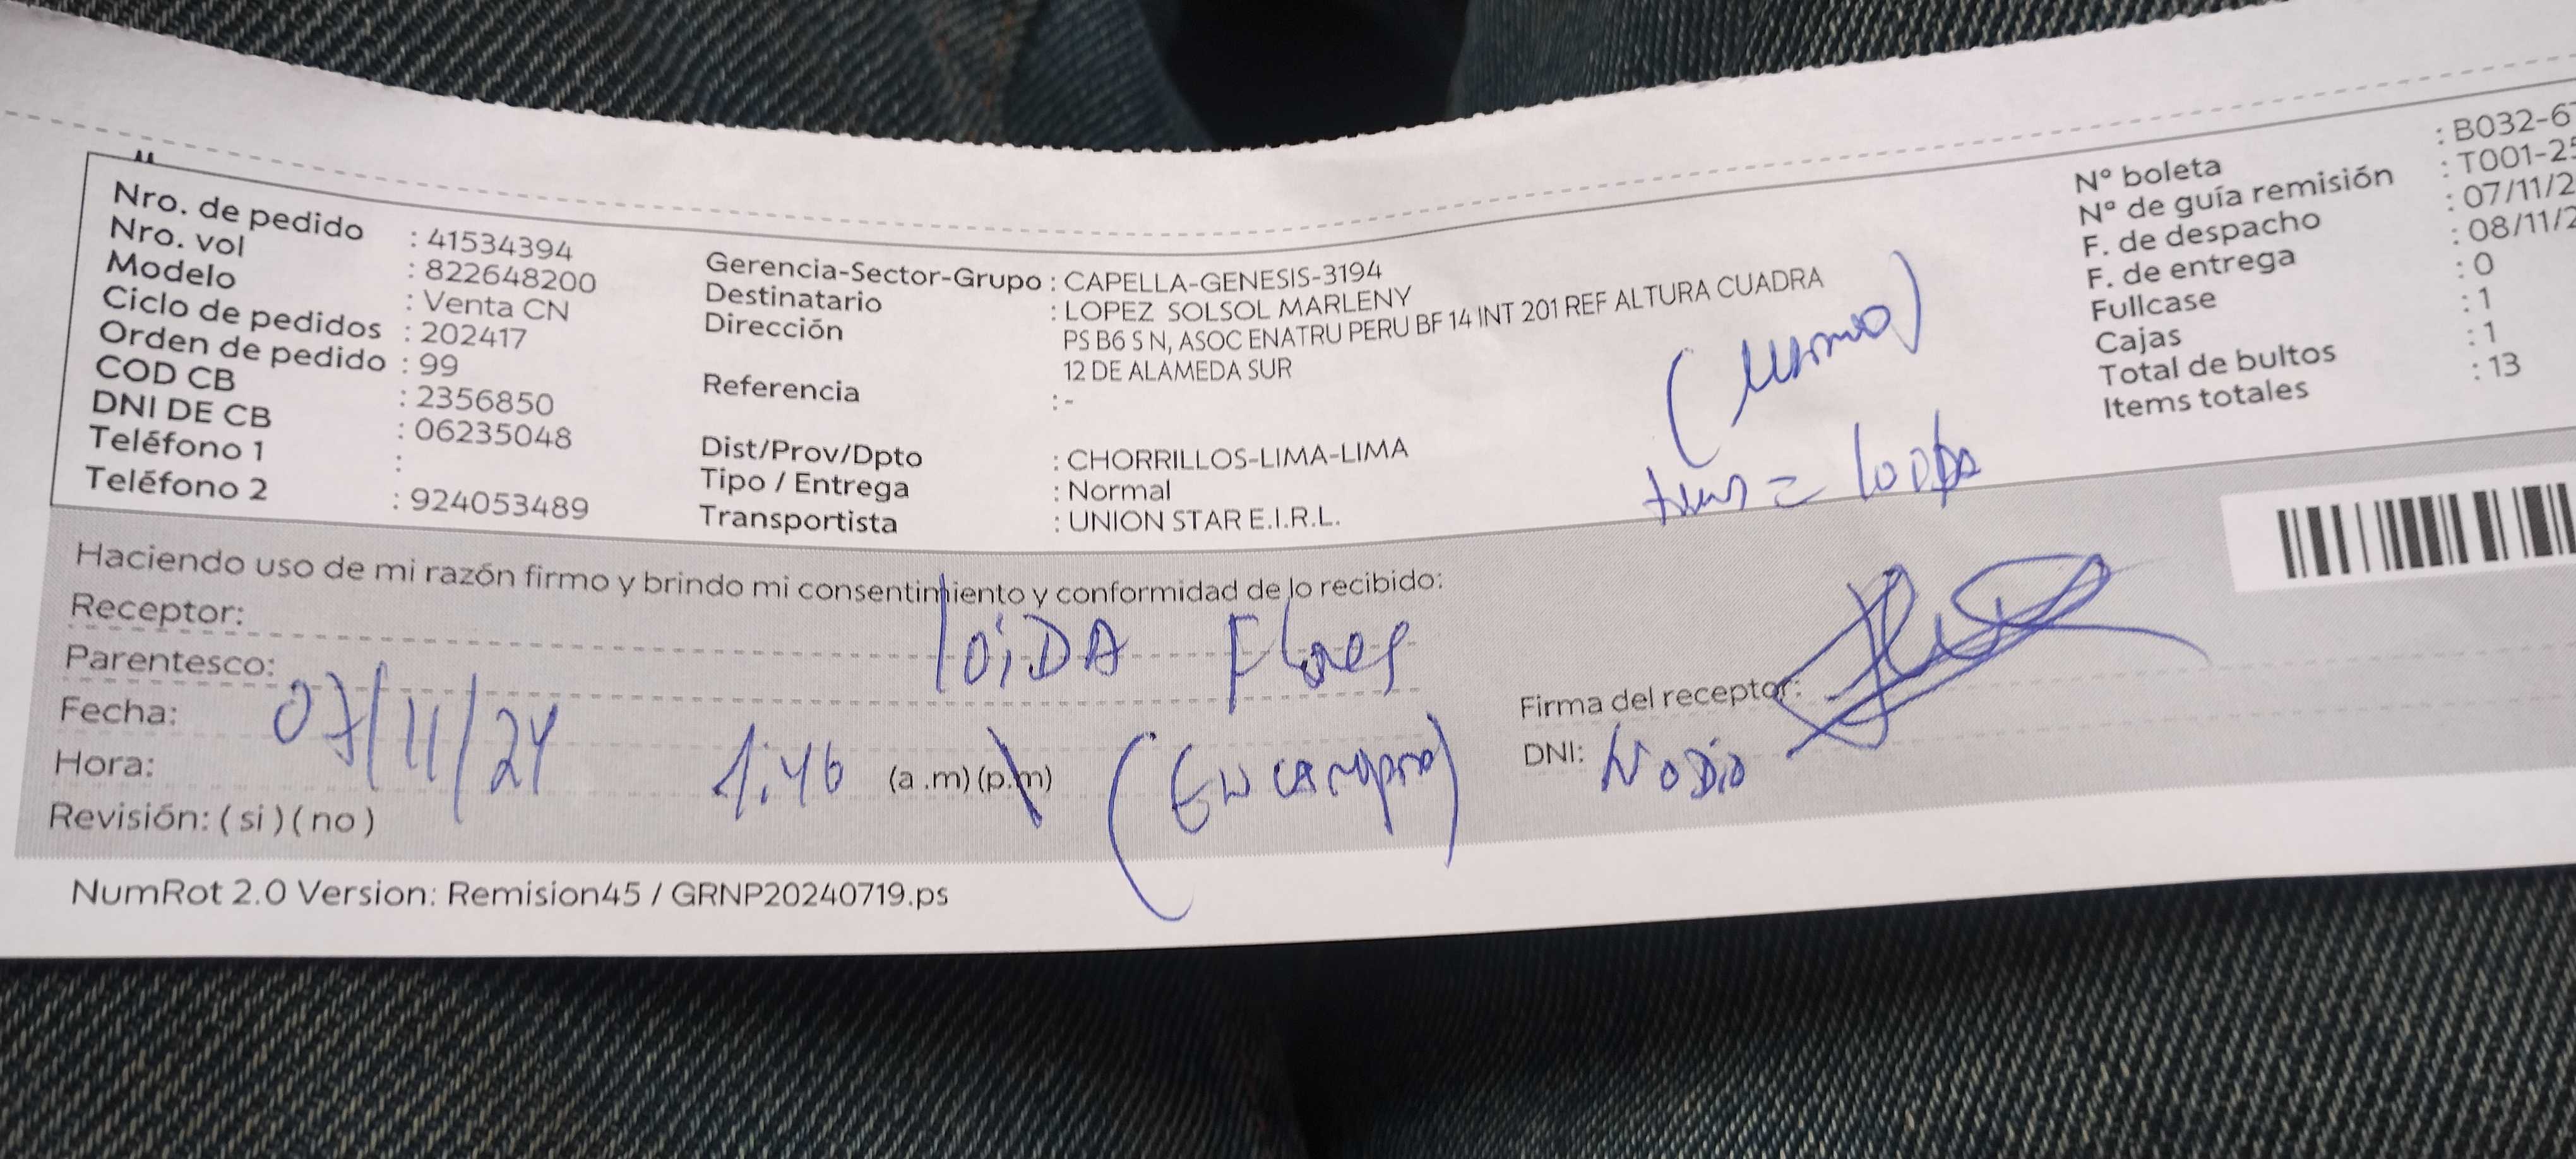 Nro. de pedido : 41534394
Nro. vol : 822648200
Modelo : Venta CN
Ciclo de pedidos : 202417
Orden de pedido : 99
COD CB : 2356850
DNI DE CB : 06235048
Teléfono 1 :
Teléfono 2 : 924053489
Gerencia-Sector-Grupo : CAPELLA-GENESIS-3194
Destinatario : LOPEZ SOLSOL MARLENY
Dirección PS B6 S N, ASOC ENATRU PERU BF 14 INT 201 REF ALTURA CUADRA
12 DE ALAMEDA SUR
Referencia : -
Dist/Prov/Dpto : CHORRILLOS-LIMA-LIMA
Tipo / Entrega : Normal
Transportista : UNION STAR E.I.R.L.
N° boleta : B032-6
N° de guía remisión : T001-25
F. de despacho : 07/11/2
F. de entrega : 08/11/2
Fullcase : 0
Cajas : 1
Total de bultos : 1
Items totales : 13
Haciendo uso de mi razón firmo y brindo mi consentimiento y conformidad de lo recibido:
Receptor: loiDA Flores
Parentesco:
Fecha: 07/11/24
Hora: 1:46 (a .m) (p.m)
Revisión: ( si ) ( no )
Firma del receptor:
DNI: No Dio
NumRot 2.0 Version: Remision45 / GRNP20240719.ps